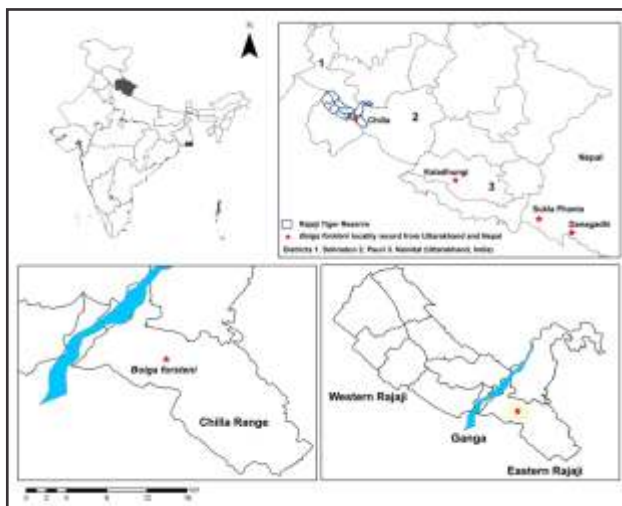 1
2
Chilla
Kaladhungi
3
Nepal
Sukla Phanta
Rajaji Tiger Reserve
Boiga forsteni locality record from Uttarakhand and Nepal
Districts 1. Dehradun 2. Pauri 3. Nainital (Uttarakhand, India)
Boiga forsteni
Chilla Range
Western Rajaji
Ganga
Eastern Rajaji